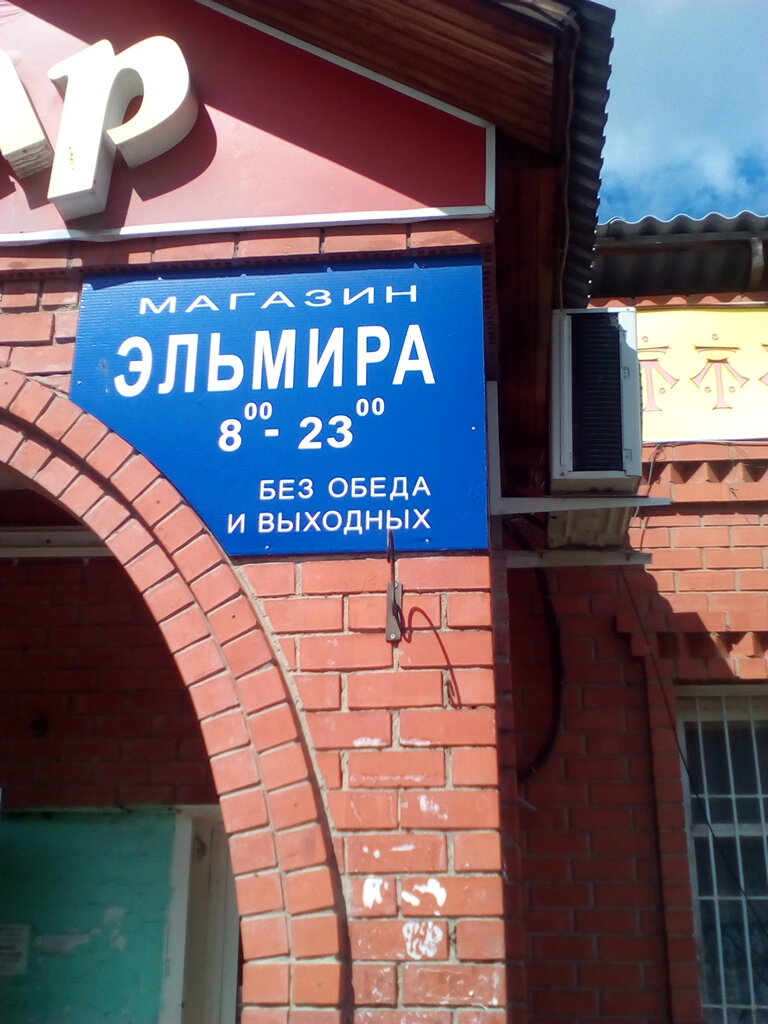 МАГАЗИН
ЭЛЬМИРА
8⁰⁰ - 23⁰⁰
БЕЗ ОБЕДА
И ВЫХОДНЫХ